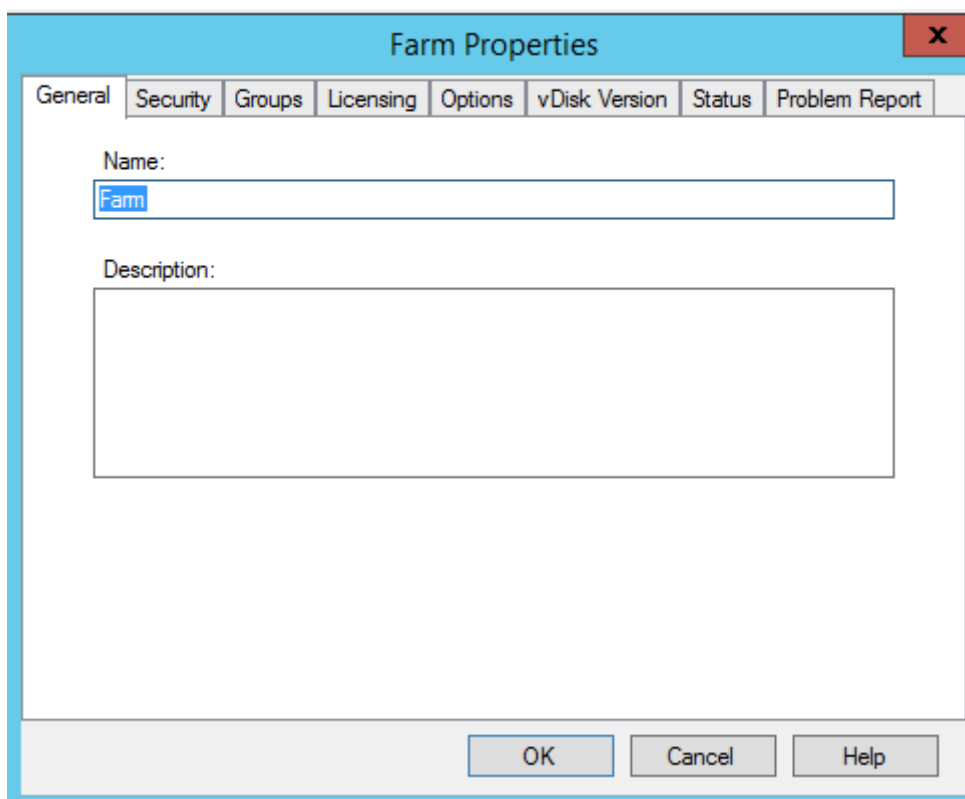 Farm Properties
x
General Security Groups Licensing Options vDisk Version Status Problem Report
Name:
Farm
Description:
OK Cancel Help